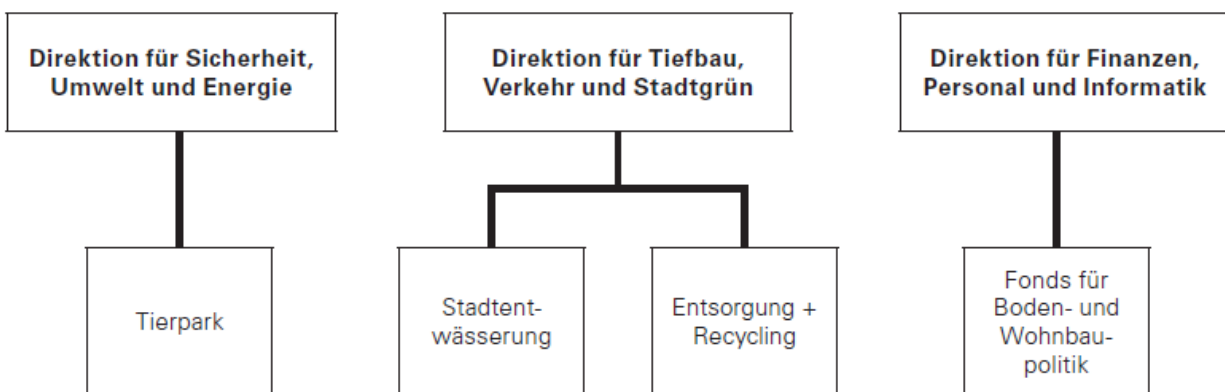 Direktion für Sicherheit,
Umwelt und Energie
Direktion für Tiefbau,
Verkehr und Stadtgrün
Direktion für Finanzen,
Personal und Informatik
Tierpark
Stadtent-
wässerung
Entsorgung +
Recycling
Fonds für
Boden- und
Wohnbau-
politik